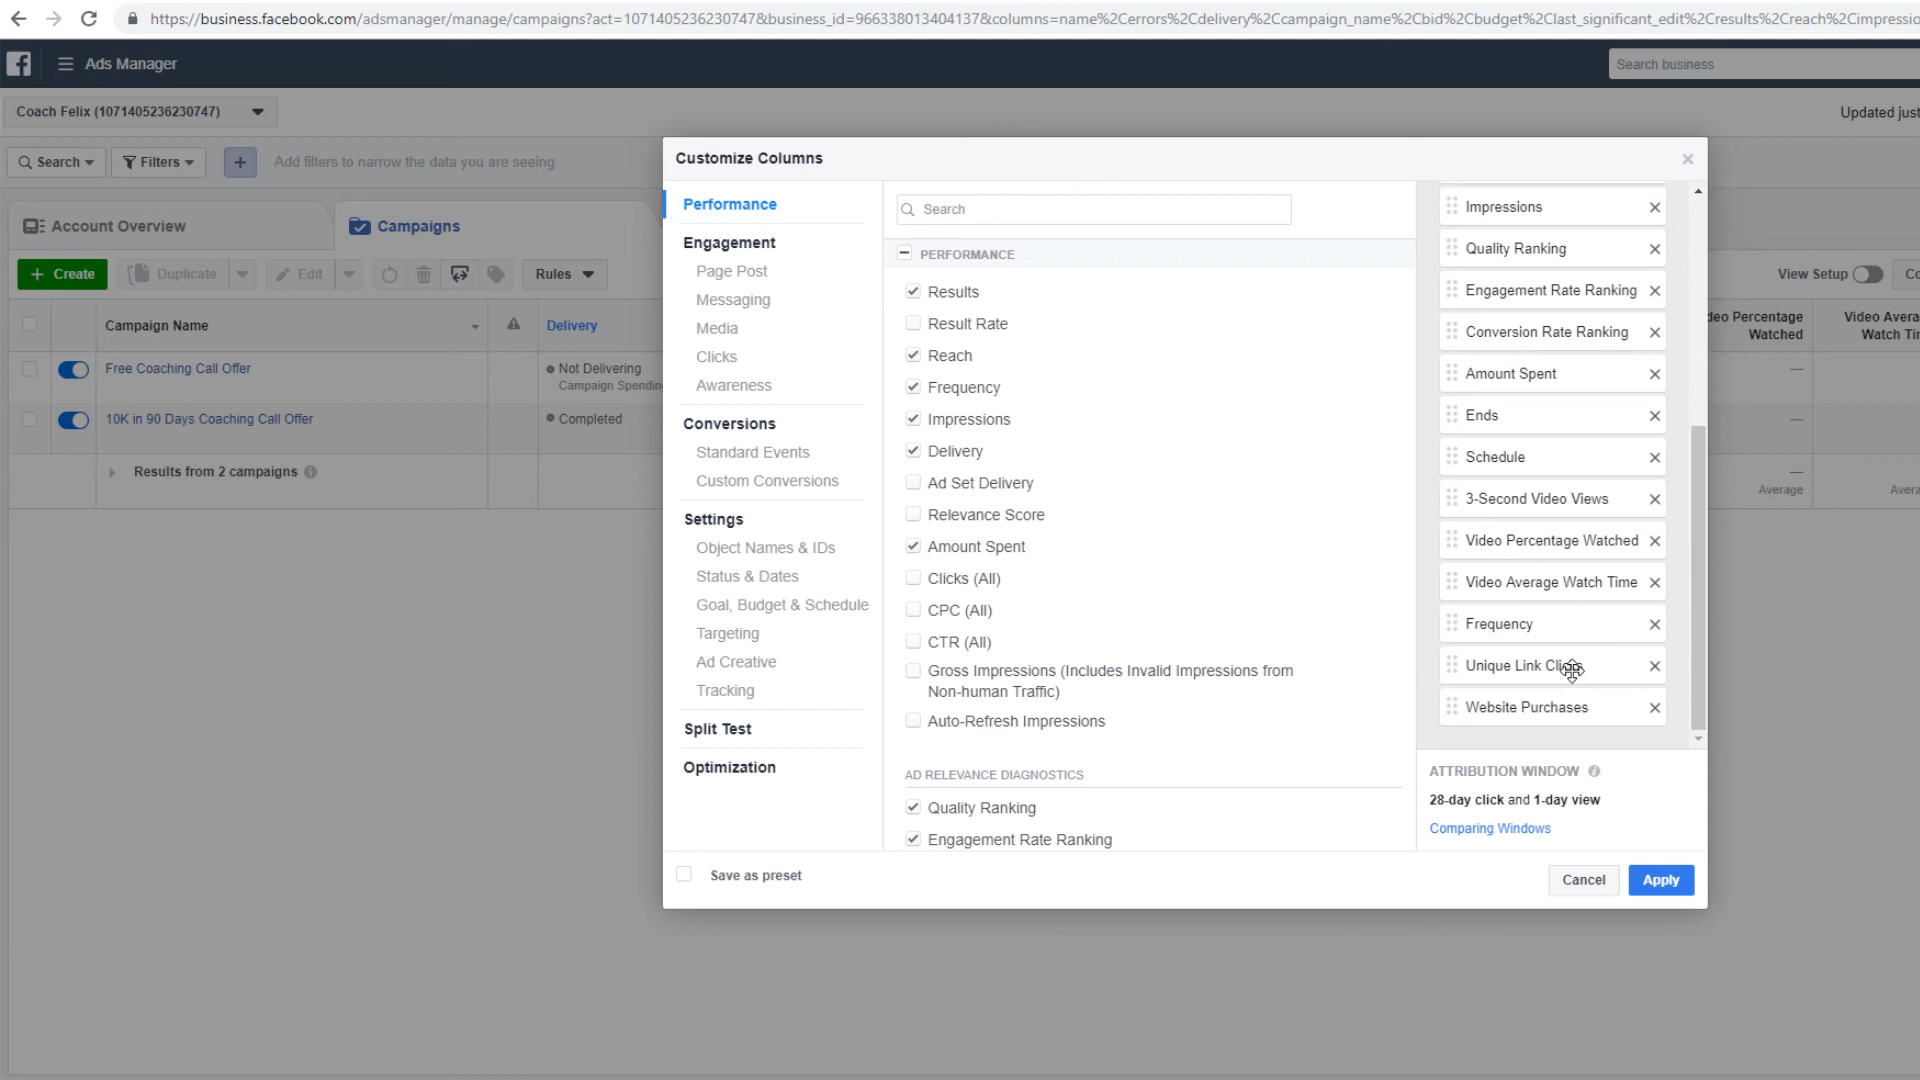 https://business.facebook.com/adsmanager/manage/campaigns?act=1071405236230747&business_id=966338013404137&columns=name%2Cerrors%2Cdelivery%2Ccampaign_name%2Cbid%2Cbudget%2Clast_significant_edit%2Cresults%2Creach%2Cimpressio
Ads Manager
Search business
Coach Felix (1071405236230747)
Updated just
Search
Filters
+
Add filters to narrow the data you are seeing.
Account Overview
Campaigns
+ Create
Duplicate
Edit
Rules
View Setup
Co
Campaign Name
Delivery
deo Percentage
Watched
Video Avera
Watch Tir
Free Coaching Call Offer
Not Delivering
Campaign Spendin
—
10K in 90 Days Coaching Call Offer
Completed
—
Results from 2 campaigns
—
Average
Avera
Customize Columns
Performance
Engagement
Page Post
Messaging
Media
Clicks
Awareness
Conversions
Standard Events
Custom Conversions
Settings
Object Names & IDs
Status & Dates
Goal, Budget & Schedule
Targeting
Ad Creative
Tracking
Split Test
Optimization
Search
PERFORMANCE
Results
Result Rate
Reach
Frequency
Impressions
Delivery
Ad Set Delivery
Relevance Score
Amount Spent
Clicks (All)
CPC (All)
CTR (All)
Gross Impressions (Includes Invalid Impressions from
Non-human Traffic)
Auto-Refresh Impressions
AD RELEVANCE DIAGNOSTICS
Quality Ranking
Engagement Rate Ranking
Impressions
Quality Ranking
Engagement Rate Ranking
Conversion Rate Ranking
Amount Spent
Ends
Schedule
3-Second Video Views
Video Percentage Watched
Video Average Watch Time
Frequency
Unique Link
Website Purchases
ATTRIBUTION WINDOW
28-day click and 1-day view
Comparing Windows
Save as preset
Cancel
Apply